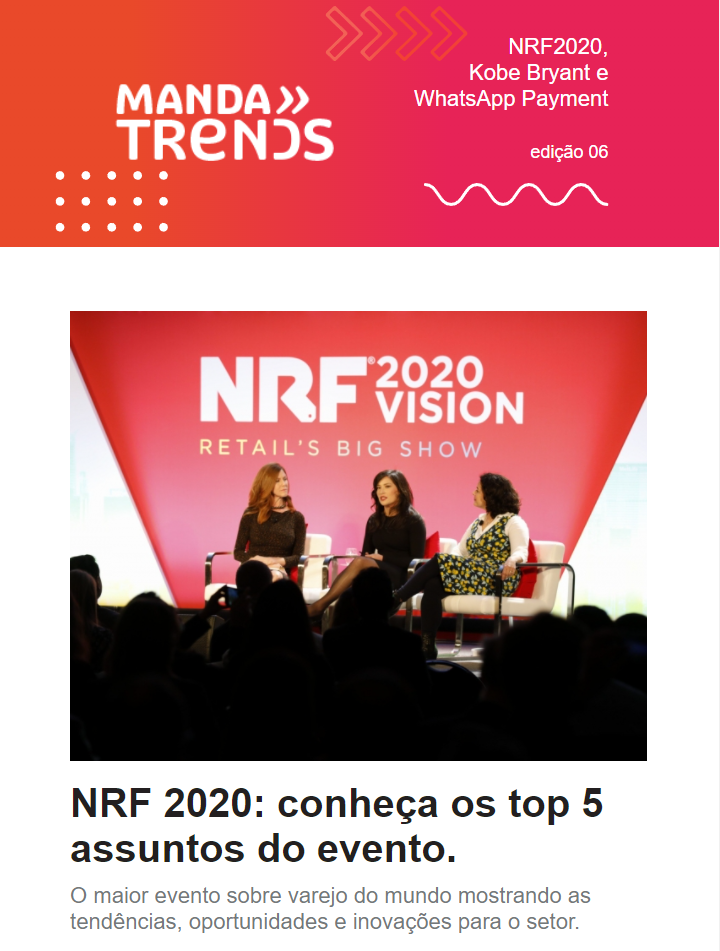 NRF2020,
Kobe Bryant e
WhatsApp Payment
MANDA
TRENDS
edição 06
NRF® 2020
VISION
RETAIL'S BIG SHOW
NRF 2020: conheça os top 5
assuntos do evento.
O maior evento sobre varejo do mundo mostrando as
tendências, oportunidades e inovações para o setor.